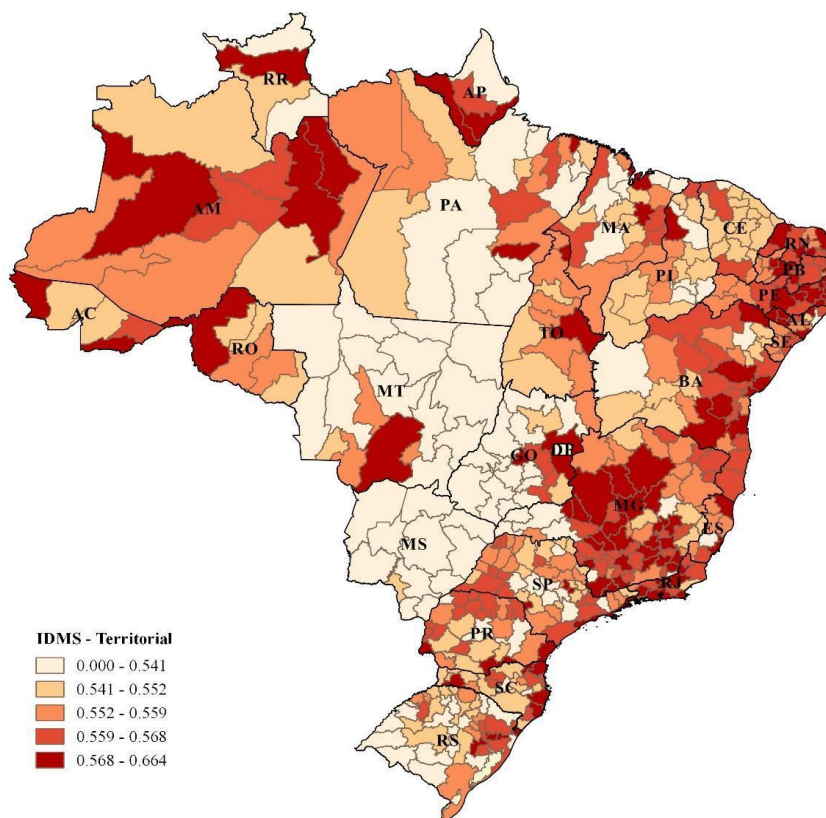 RR
AP
AM
PA
MA
CE
RN
PB
PI
PE
AC
AL
TO
SE
RO
BA
MT
GO
DF
MG
MS
ES
SP
RJ
PR
SC
RS
IDMS - Territorial
0.000 - 0.541
0.541 - 0.552
0.552 - 0.559
0.559 - 0.568
0.568 - 0.664